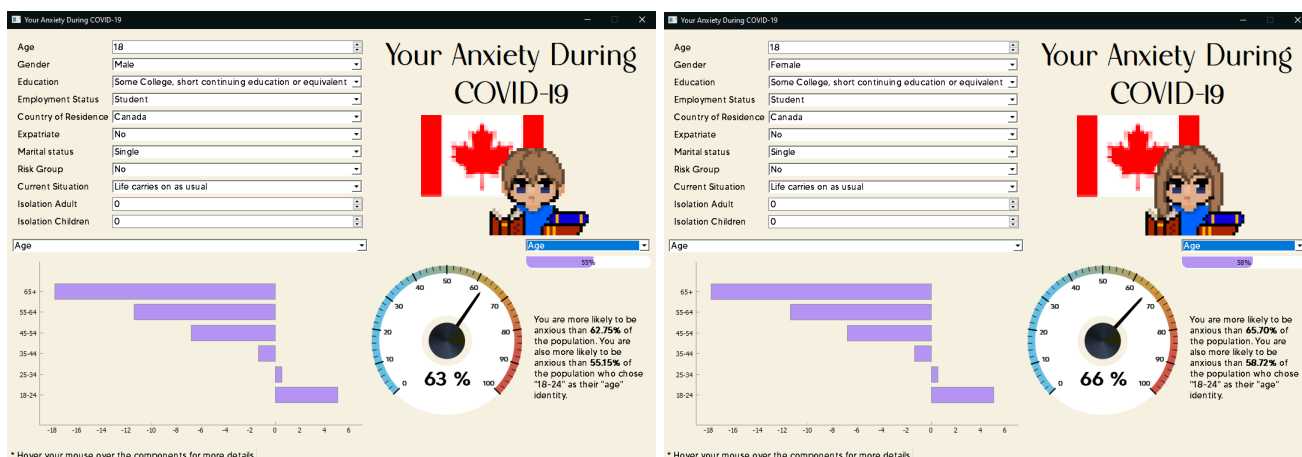 Your Anxiety During COVID-19
Age 18
Gender Male
Education Some College, short continuing education or equivalent
Employment Status Student
Country of Residence Canada
Expatriate No
Marital status Single
Risk Group No
Current Situation Life carries on as usual
Isolation Adult 0
Isolation Children 0
Your Anxiety During
COVID-19
Age
Age
55%
65+
55-64
45-54
35-44
25-34
18-24
-18 -16 -14 -12 -10 -8 -6 -4 -2 0 2 4 6
0 10 20 30 40 50 60 70 80 90 100
63 %
You are more likely to be
anxious than 62.75% of
the population. You are
also more likely to be
anxious than 55.15% of
the population who chose
"18-24" as their "age"
identity.
* Hover your mouse over the components for more details
Your Anxiety During COVID-19
Age 18
Gender Female
Education Some College, short continuing education or equivalent
Employment Status Student
Country of Residence Canada
Expatriate No
Marital status Single
Risk Group No
Current Situation Life carries on as usual
Isolation Adult 0
Isolation Children 0
Your Anxiety During
COVID-19
Age
Age
58%
65+
55-64
45-54
35-44
25-34
18-24
-18 -16 -14 -12 -10 -8 -6 -4 -2 0 2 4 6
0 10 20 30 40 50 60 70 80 90 100
66 %
You are more likely to be
anxious than 65.70% of
the population. You are
also more likely to be
anxious than 58.72% of
the population who chose
"18-24" as their "age"
identity.
* Hover your mouse over the components for more details